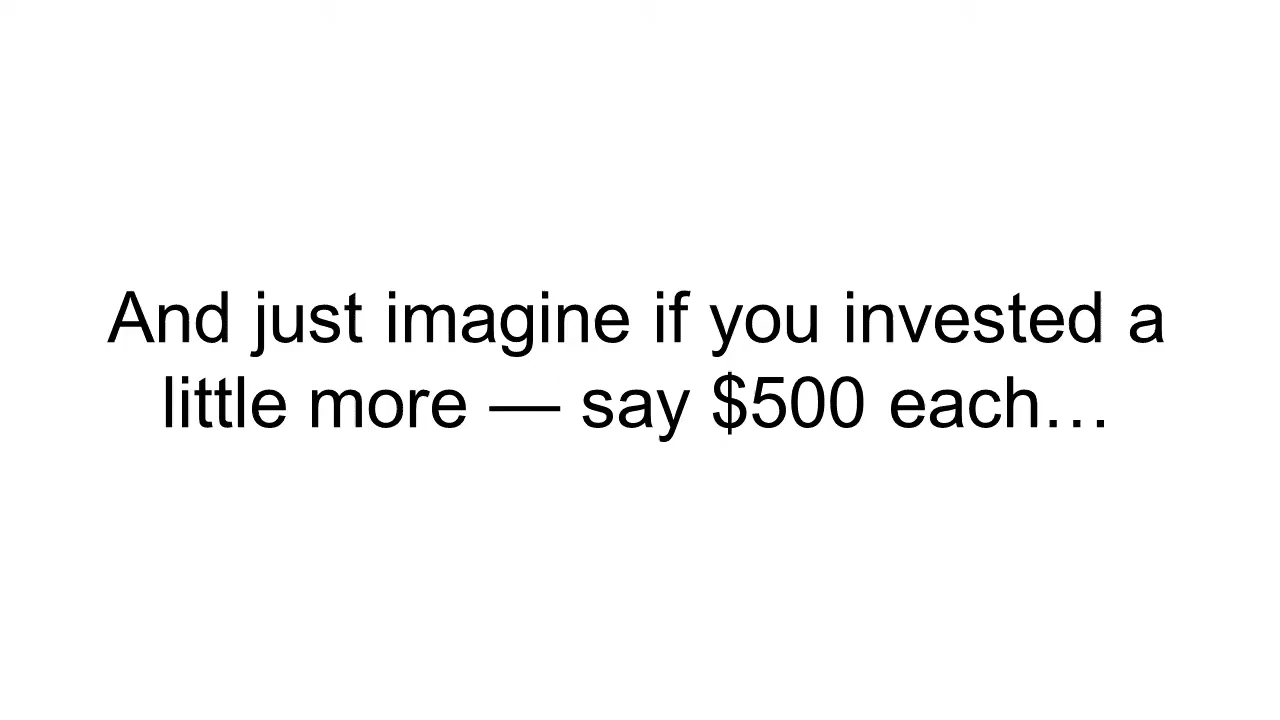 And just imagine if you invested a
little more — say $500 each…